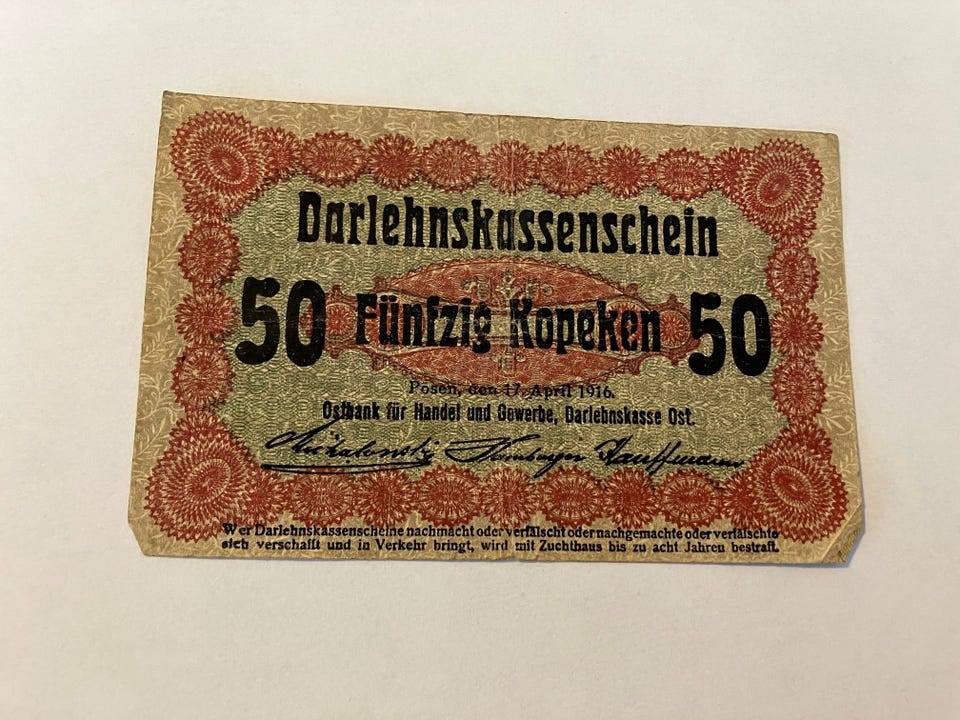 Darlehnskassenschein
50 Fünfzig Kopeken 50
Posen, den 17. April 1916.
Ostbank für Handel und Gewerbe, Darlehnskasse Ost.
Hamburger Kauffmann
Wer Darlehnskassenscheine nachmacht oder verfälscht oder nachgemachte oder verfälschte
sich verschafft und in Verkehr bringt, wird mit Zuchthaus bis zu acht Jahren bestraft.